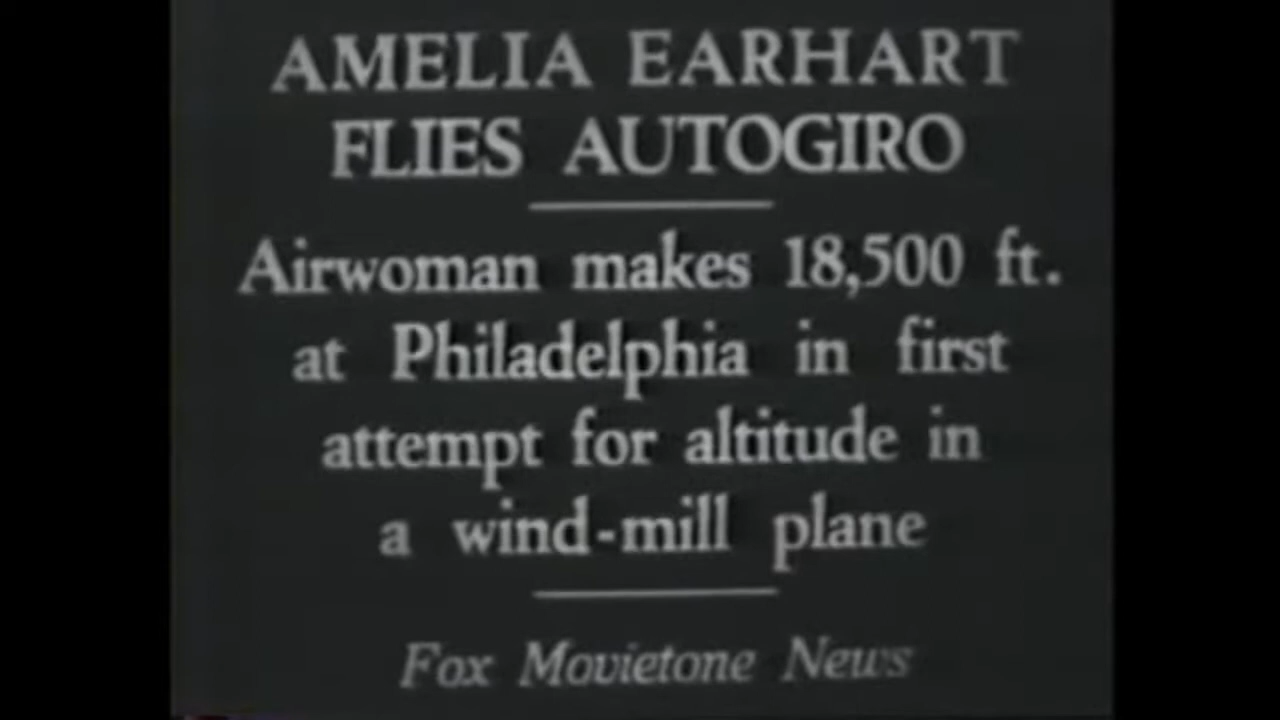 AMELIA EARHART
FLIES AUTOGIRO
Airwoman makes 18,500 ft.
at Philadelphia in first
attempt for altitude in
a wind-mill plane
Fox Movietone News